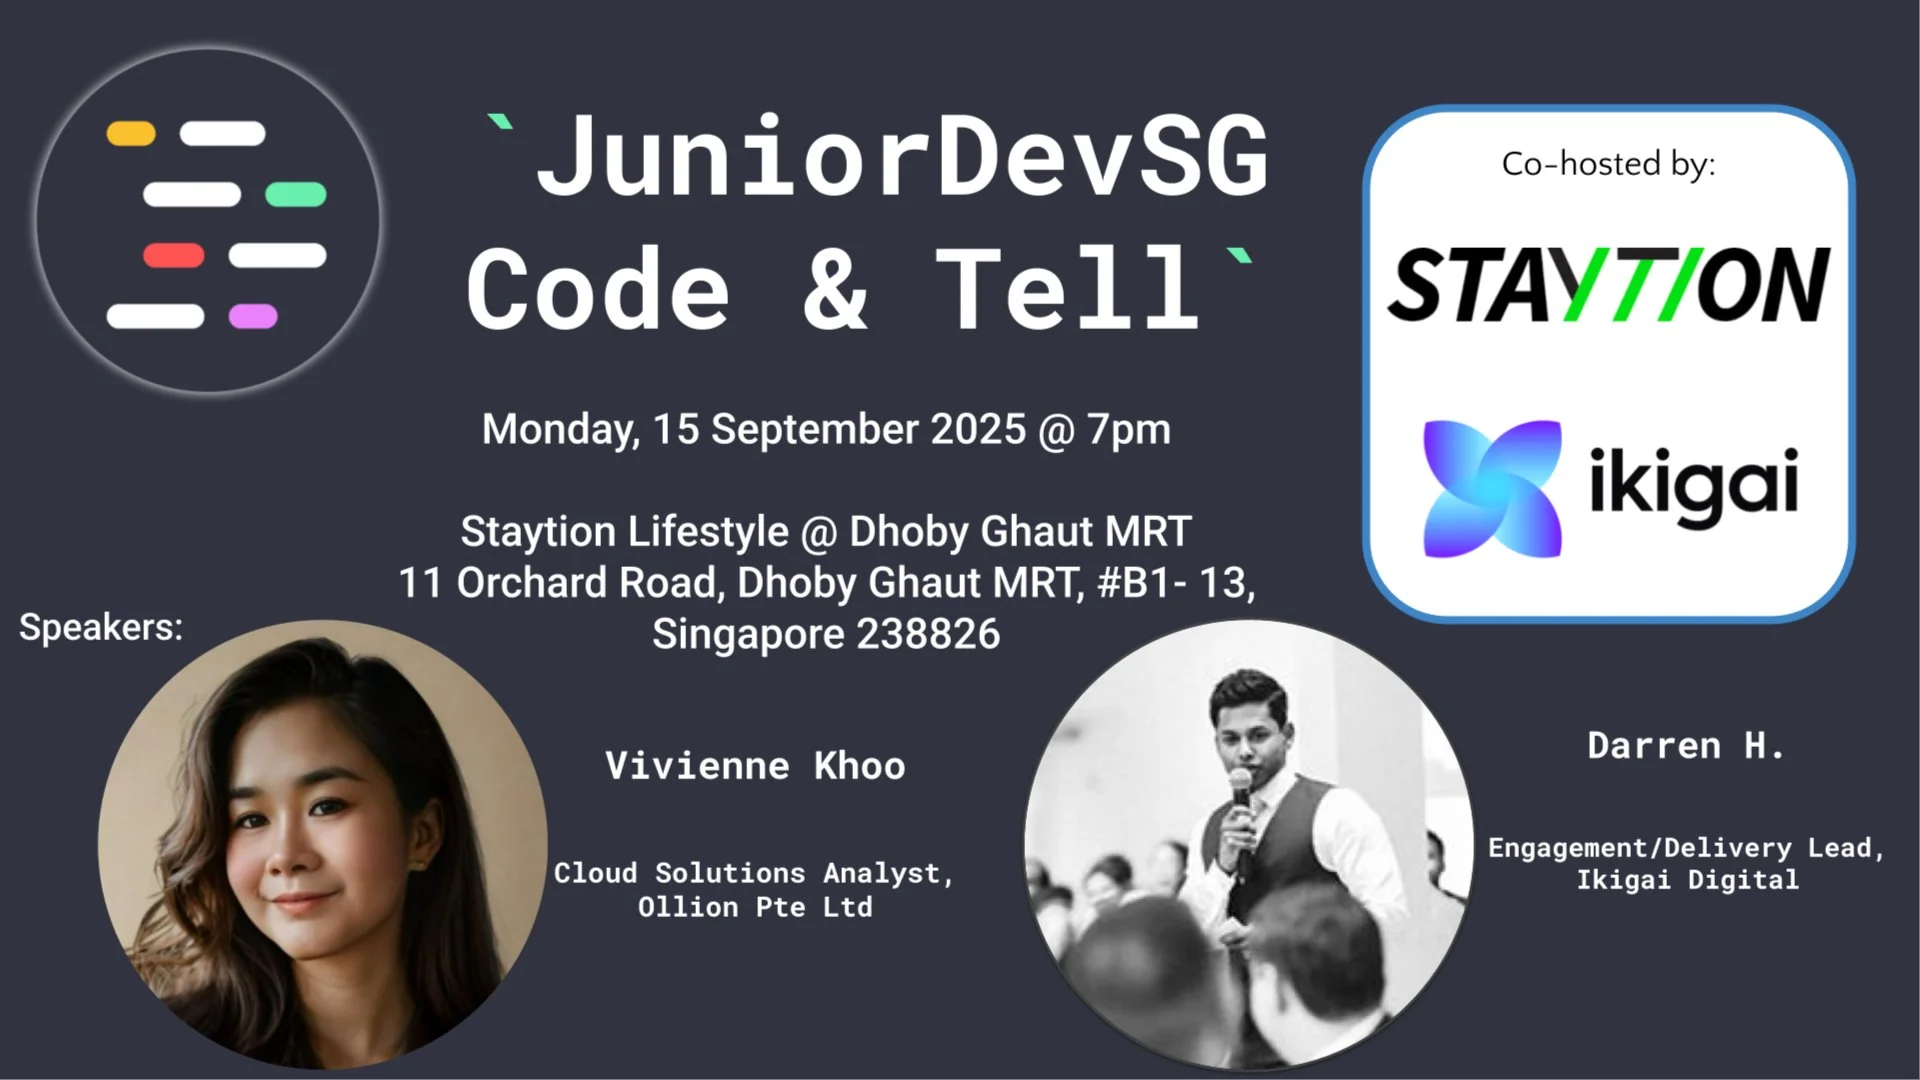 `JuniorDevSG
Code & Tell`
Monday, 15 September 2025 @ 7pm
Staytion Lifestyle @ Dhoby Ghaut MRT
11 Orchard Road, Dhoby Ghaut MRT, #B1- 13,
Singapore 238826
Co-hosted by:
STAYTION
ikigai
Speakers:
Vivienne Khoo
Cloud Solutions Analyst,
Ollion Pte Ltd
Darren H.
Engagement/Delivery Lead,
Ikigai Digital